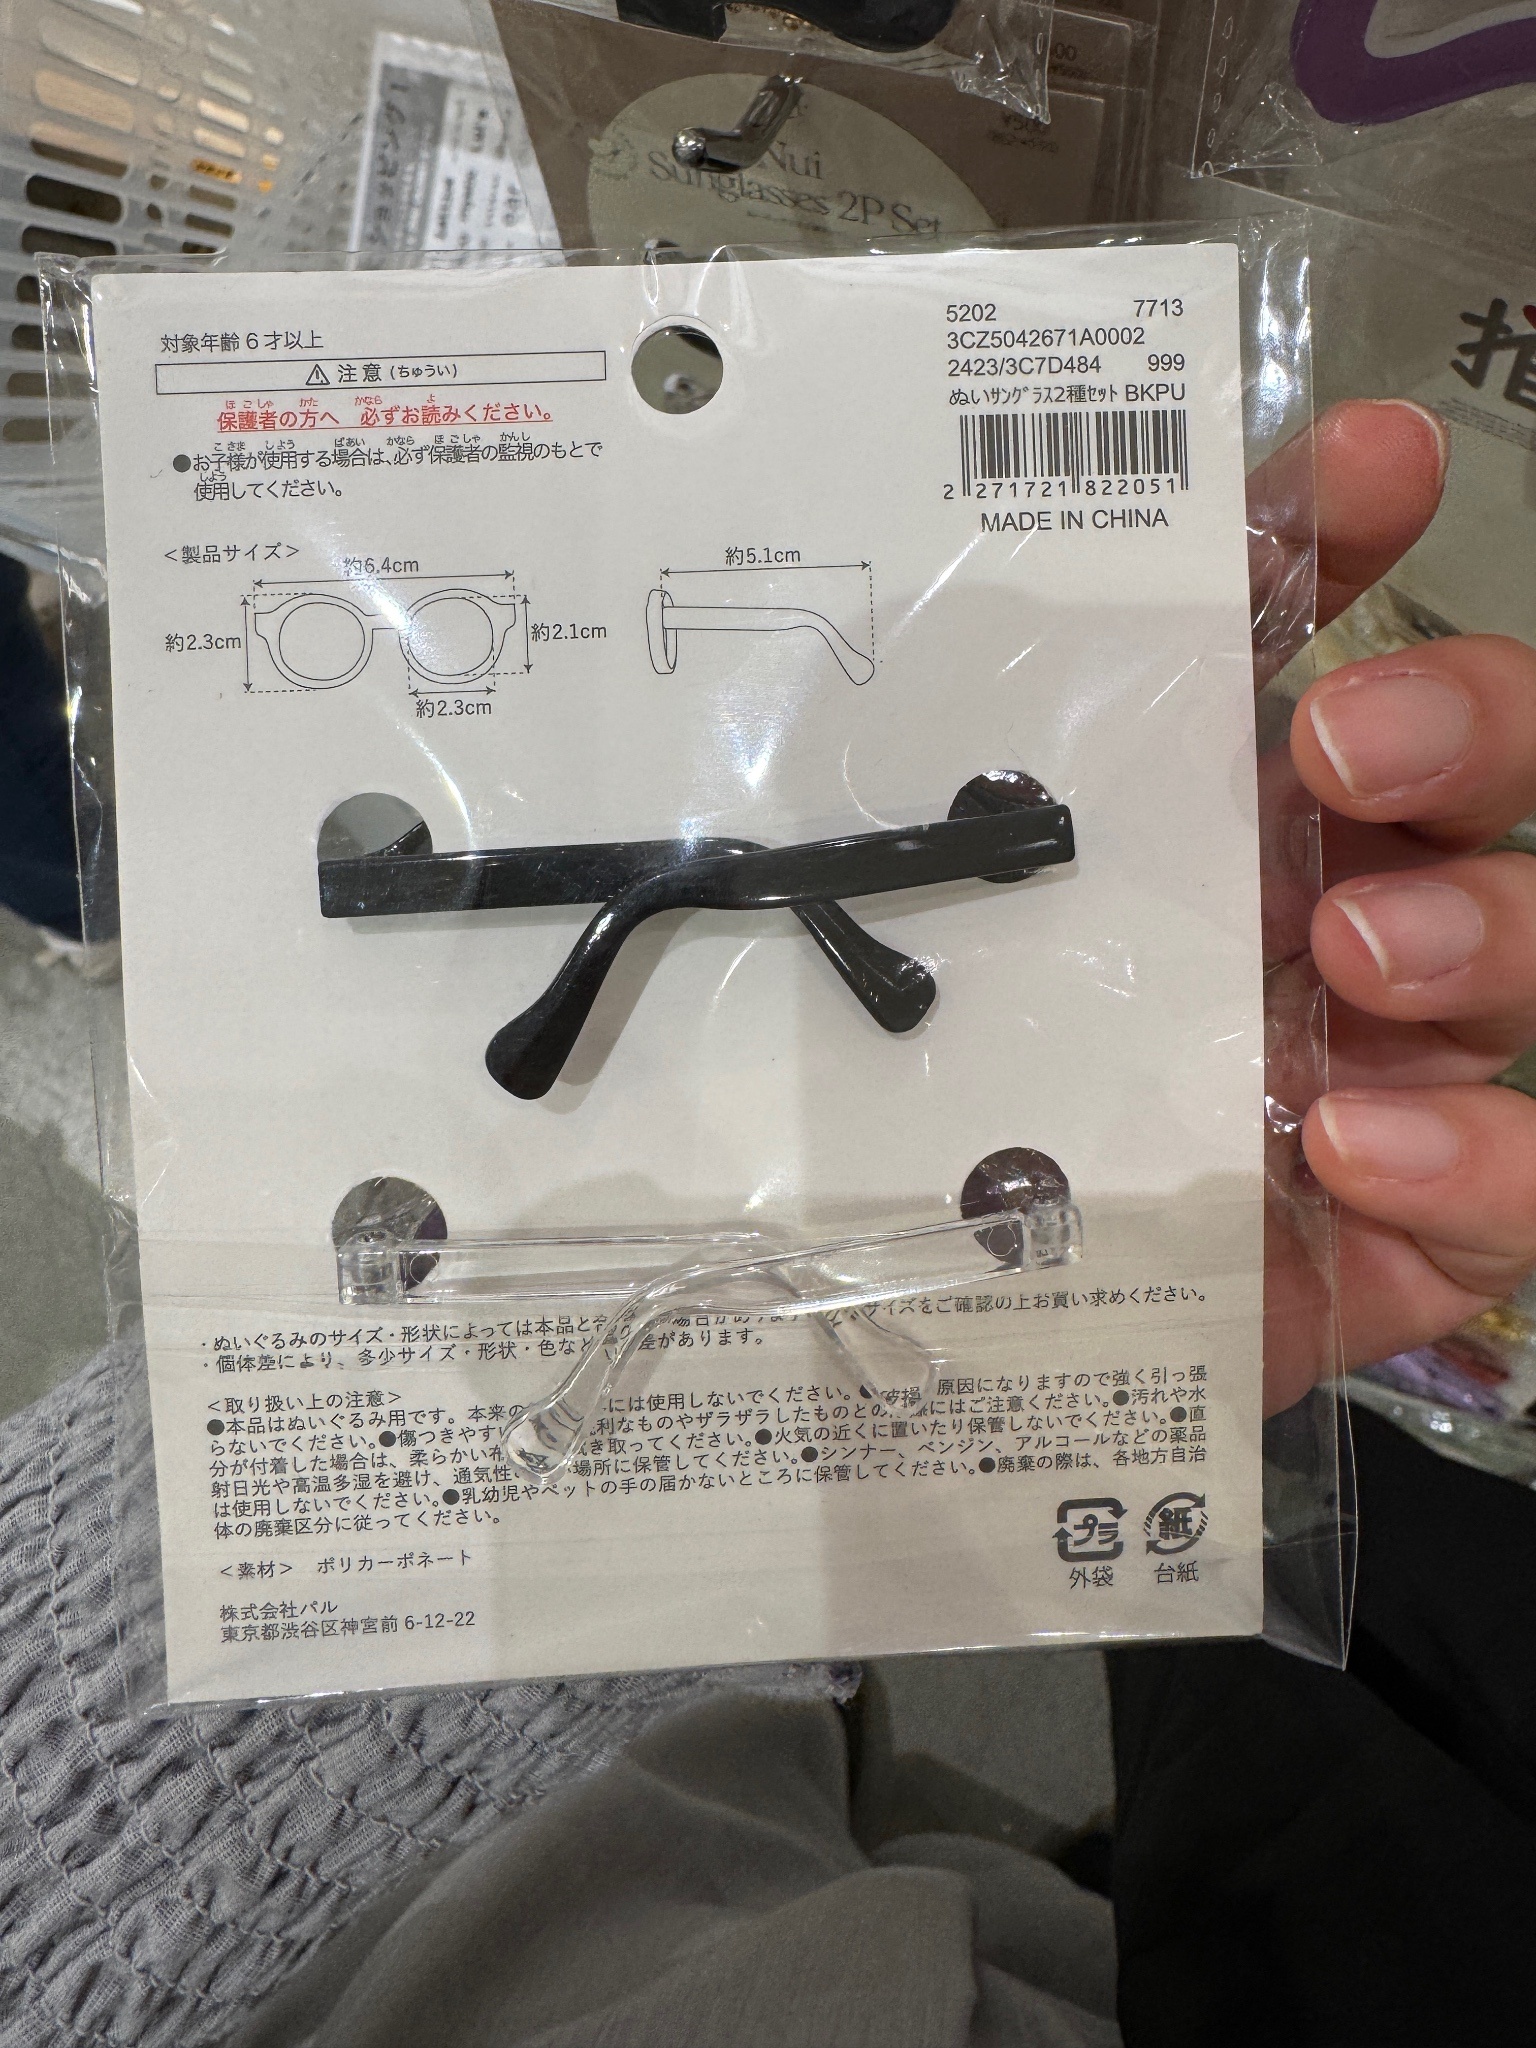 Nui
Sunglasses 2P Set
対象年齢6才以上
⚠注意(ちゅうい)
保護者の方へ 必ずお読みください。
●お子様が使用する場合は、必ず保護者の監視のもとで
使用してください。
5202 7713
3CZ5042671A0002
2423/3C7D484 999
ぬいサングラス2種セット BKPU
2 271721 822051
MADE IN CHINA
<製品サイズ>
約6.4cm
約2.3cm
約2.1cm
約2.3cm
約5.1cm
・ぬいぐるみのサイズ・形状によっては本品と サイズをご確認の上お買い求めください。
・個体差により、多少サイズ・形状・色など 差があります。
<取り扱い上の注意>
●本品はぬいぐるみ用です。本来の には使用しないでください。●破損 原因になりますので強く引っ張
らないでください。●傷つきやす 利なものやザラザラしたものとの にはご注意ください。●汚れや水
分が付着した場合は、柔らかい布 拭き取ってください。●火気の近くに置いたり保管しないでください。●直
射日光や高温多湿を避け、通気性 場所に保管してください。●シンナー、ベンジン、アルコールなどの薬品
は使用しないでください。●乳幼児やペットの手の届かないところに保管してください。●廃棄の際は、各地方自治
体の廃棄区分に従ってください。
<素材> ポリカーボネート
株式会社パル
東京都渋谷区神宮前 6-12-22
プラ
外袋
紙
台紙